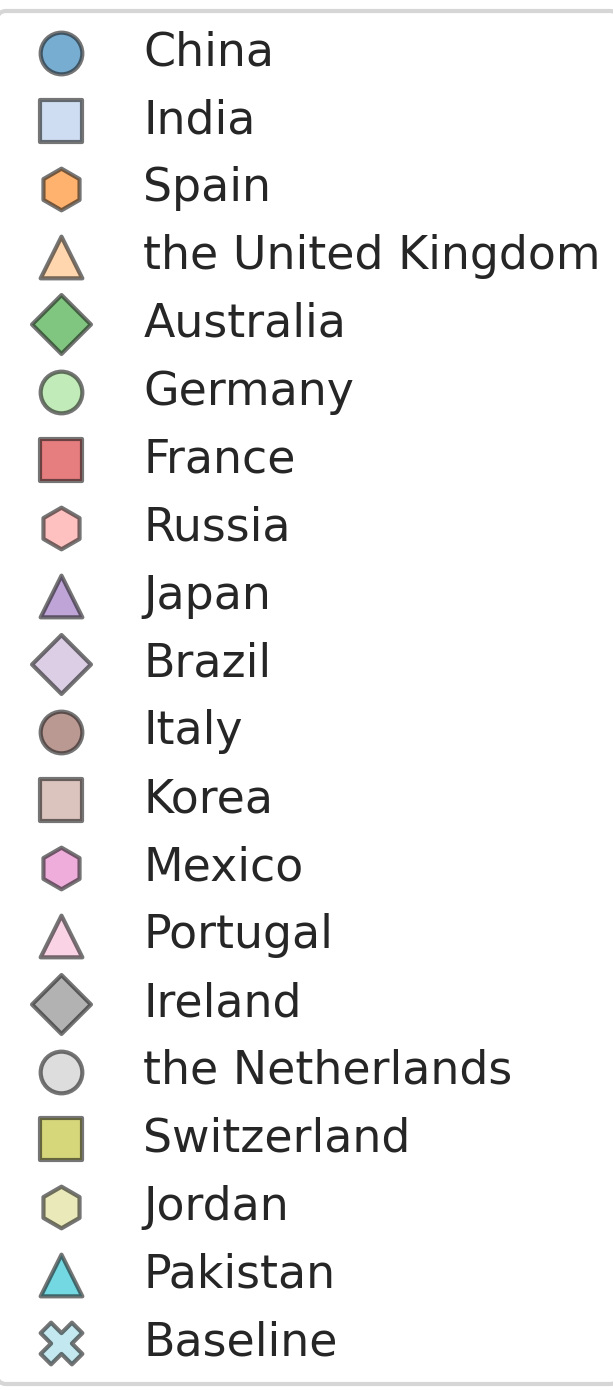 China
India
Spain
the United Kingdom
Australia
Germany
France
Russia
Japan
Brazil
Italy
Korea
Mexico
Portugal
Ireland
the Netherlands
Switzerland
Jordan
Pakistan
Baseline